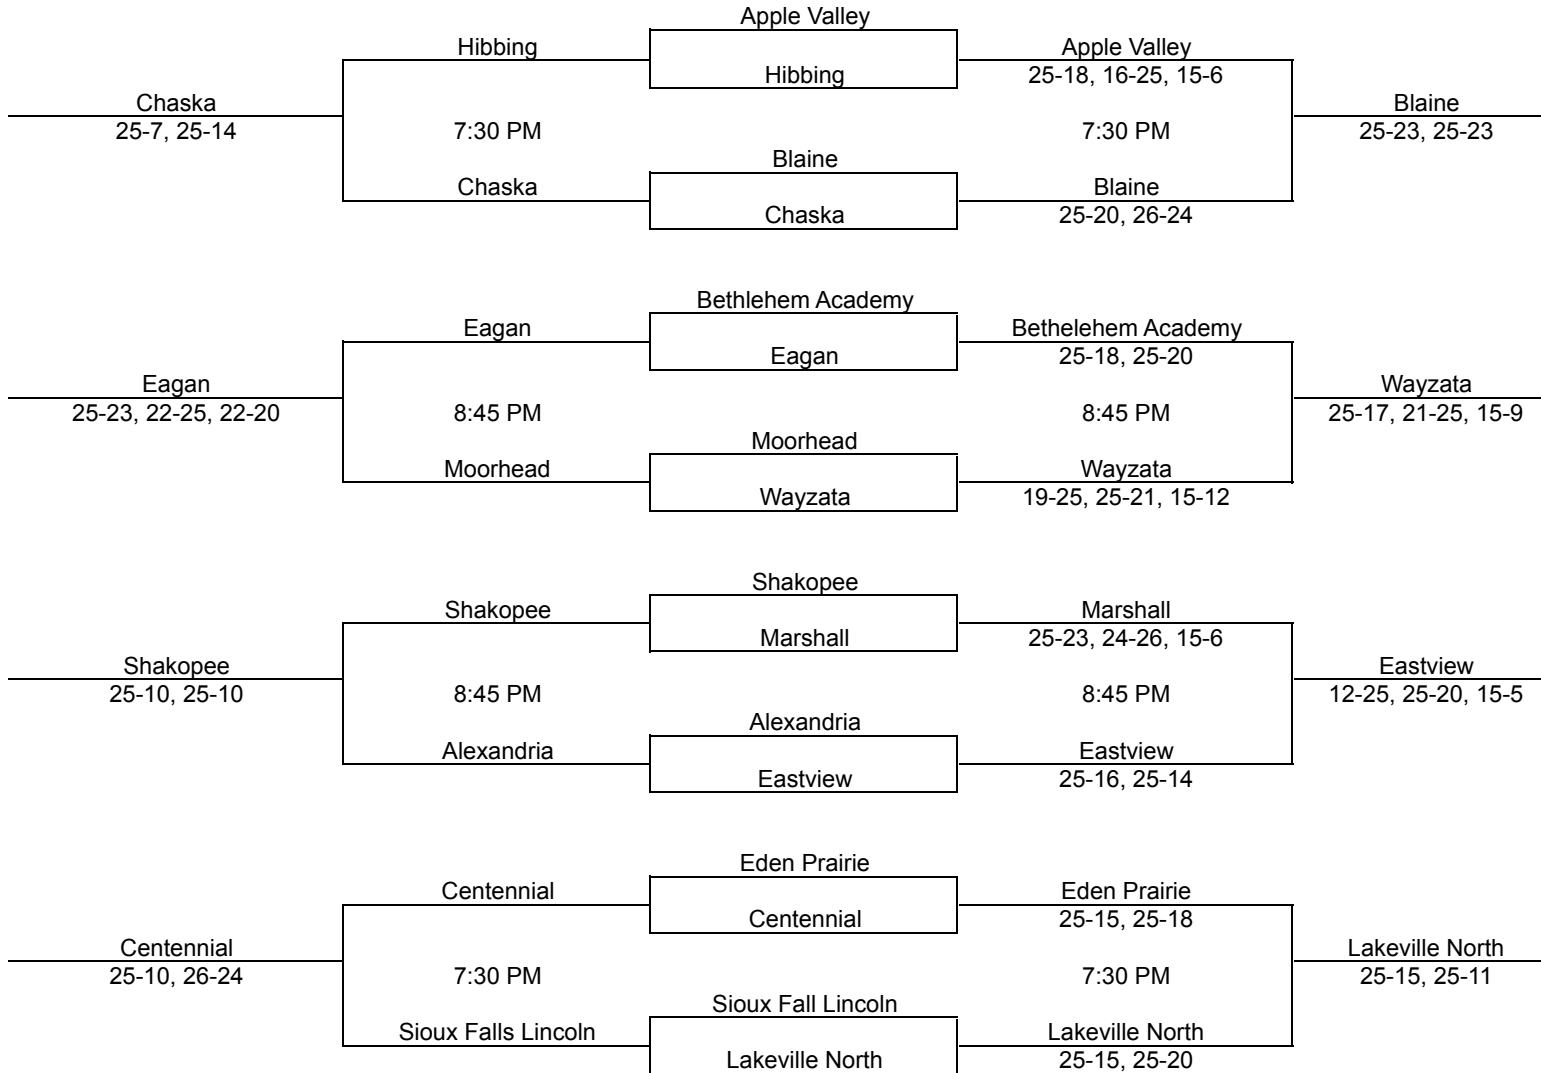 Apple Valley
Hibbing
Apple Valley
Hibbing
25-18, 16-25, 15-6
Chaska
Blaine
25-7, 25-14
7:30 PM
7:30 PM
25-23, 25-23
Blaine
Chaska
Blaine
Chaska
25-20, 26-24
Bethlehem Academy
Eagan
Bethelehem Academy
Eagan
25-18, 25-20
Eagan
Wayzata
25-23, 22-25, 22-20
8:45 PM
8:45 PM
25-17, 21-25, 15-9
Moorhead
Moorhead
Wayzata
Wayzata
19-25, 25-21, 15-12
Shakopee
Shakopee
Marshall
Marshall
25-23, 24-26, 15-6
Shakopee
Eastview
25-10, 25-10
8:45 PM
8:45 PM
12-25, 25-20, 15-5
Alexandria
Alexandria
Eastview
Eastview
25-16, 25-14
Eden Prairie
Centennial
Eden Prairie
Centennial
25-15, 25-18
Centennial
Lakeville North
25-10, 26-24
7:30 PM
7:30 PM
25-15, 25-11
Sioux Fall Lincoln
Sioux Falls Lincoln
Lakeville North
Lakeville North
25-15, 25-20